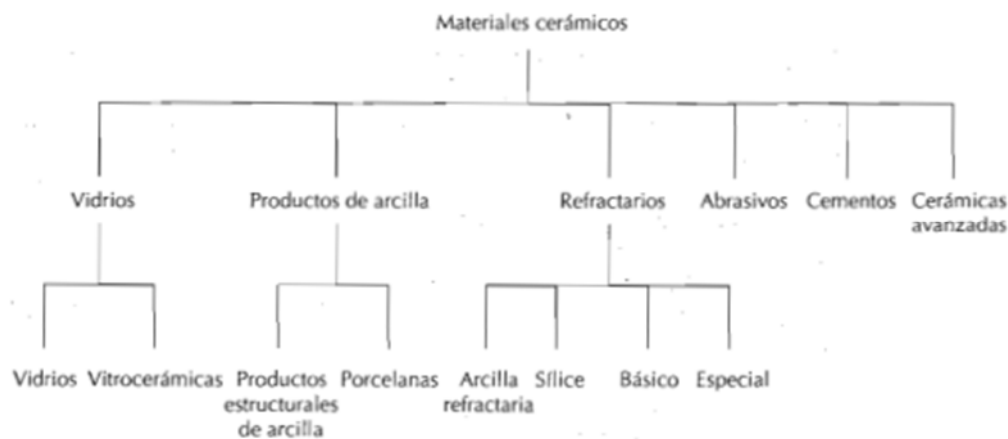 Materiales cerámicos
Vidrios
Productos de arcilla
Refractarios
Abrasivos
Cementos
Cerámicas
avanzadas
Vidrios
Vitrocerámicas
Productos
estructurales
de arcilla
Porcelanas
Arcilla
refractaria
Sílice
Básico
Especial